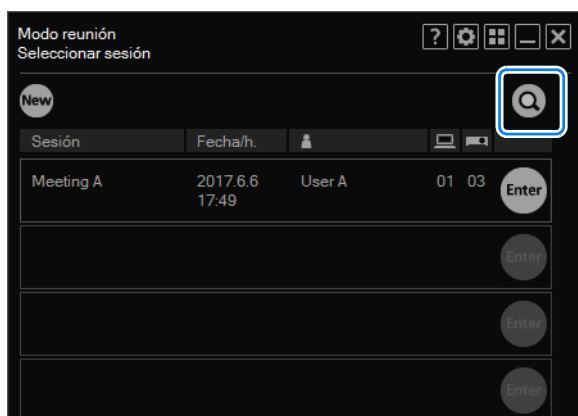 Modo reunión
Seleccionar sesión
?
New
Sesión Fecha/h.
Meeting A 2017.6.6 User A 01 03 Enter
17:49
Enter
Enter
Enter